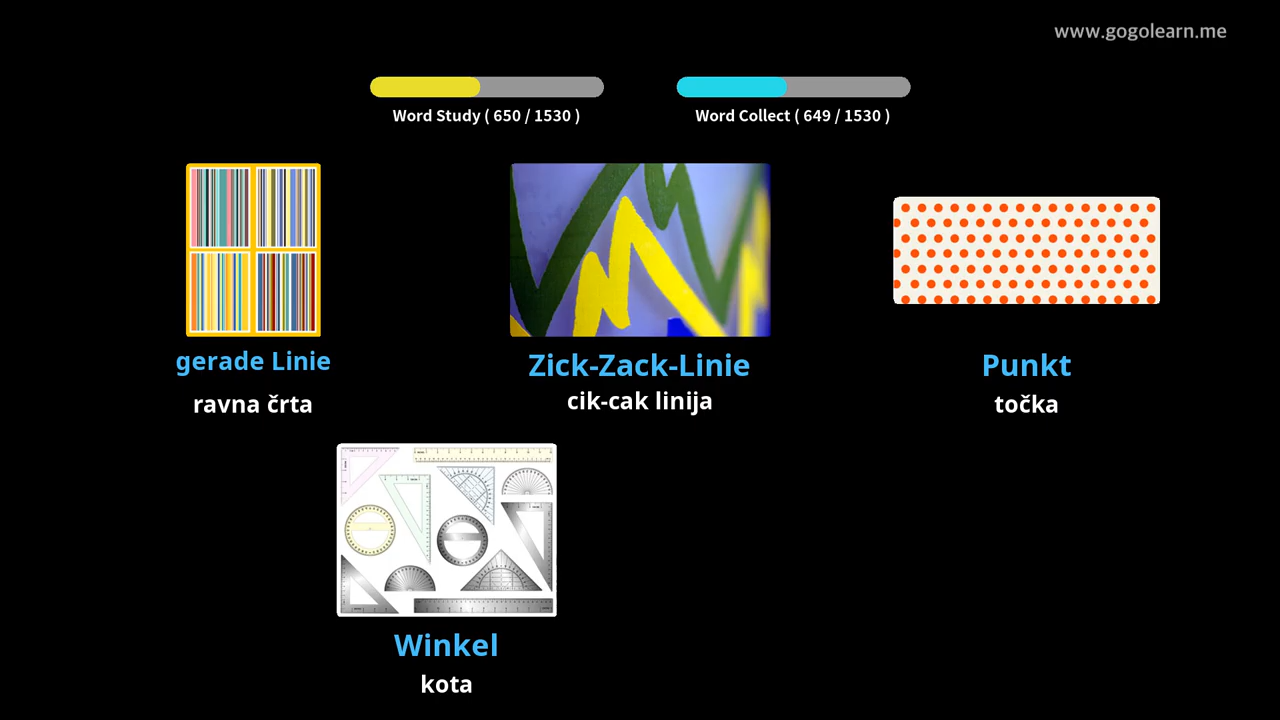 www.gogolearn.me
Word Study ( 650 / 1530 )
Word Collect ( 649 / 1530 )
gerade Linie
ravna črta
Zick-Zack-Linie
cik-cak linija
Punkt
točka
Winkel
kota